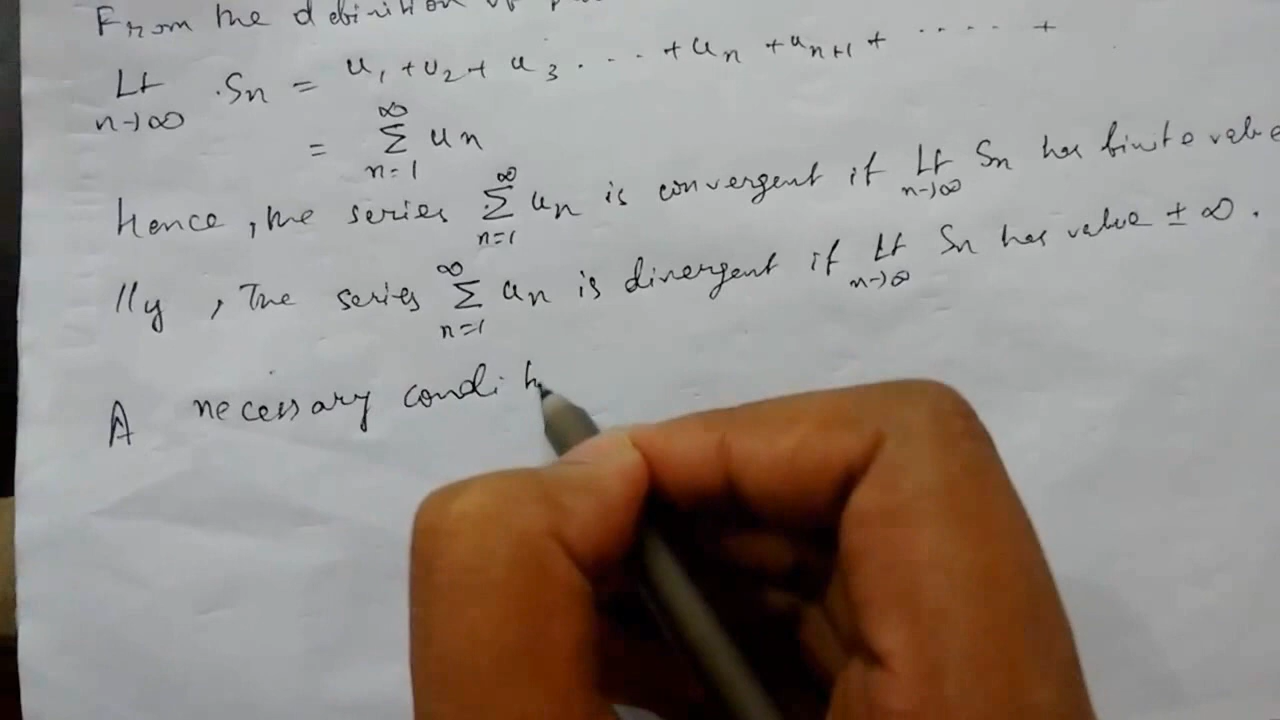 From the definition of
Lt n→∞ . Sn = u1 + u2 + u3 . . . . + un + un+1 + . . . . . +
= ∞ Σ n=1 un
Hence, the series ∞ Σ n=1 un is convergent if Lt n→∞ Sn has finite value
lly, The series ∞ Σ n=1 un is divergent if Lt n→∞ Sn has value ± ∞ .
A necessary condi